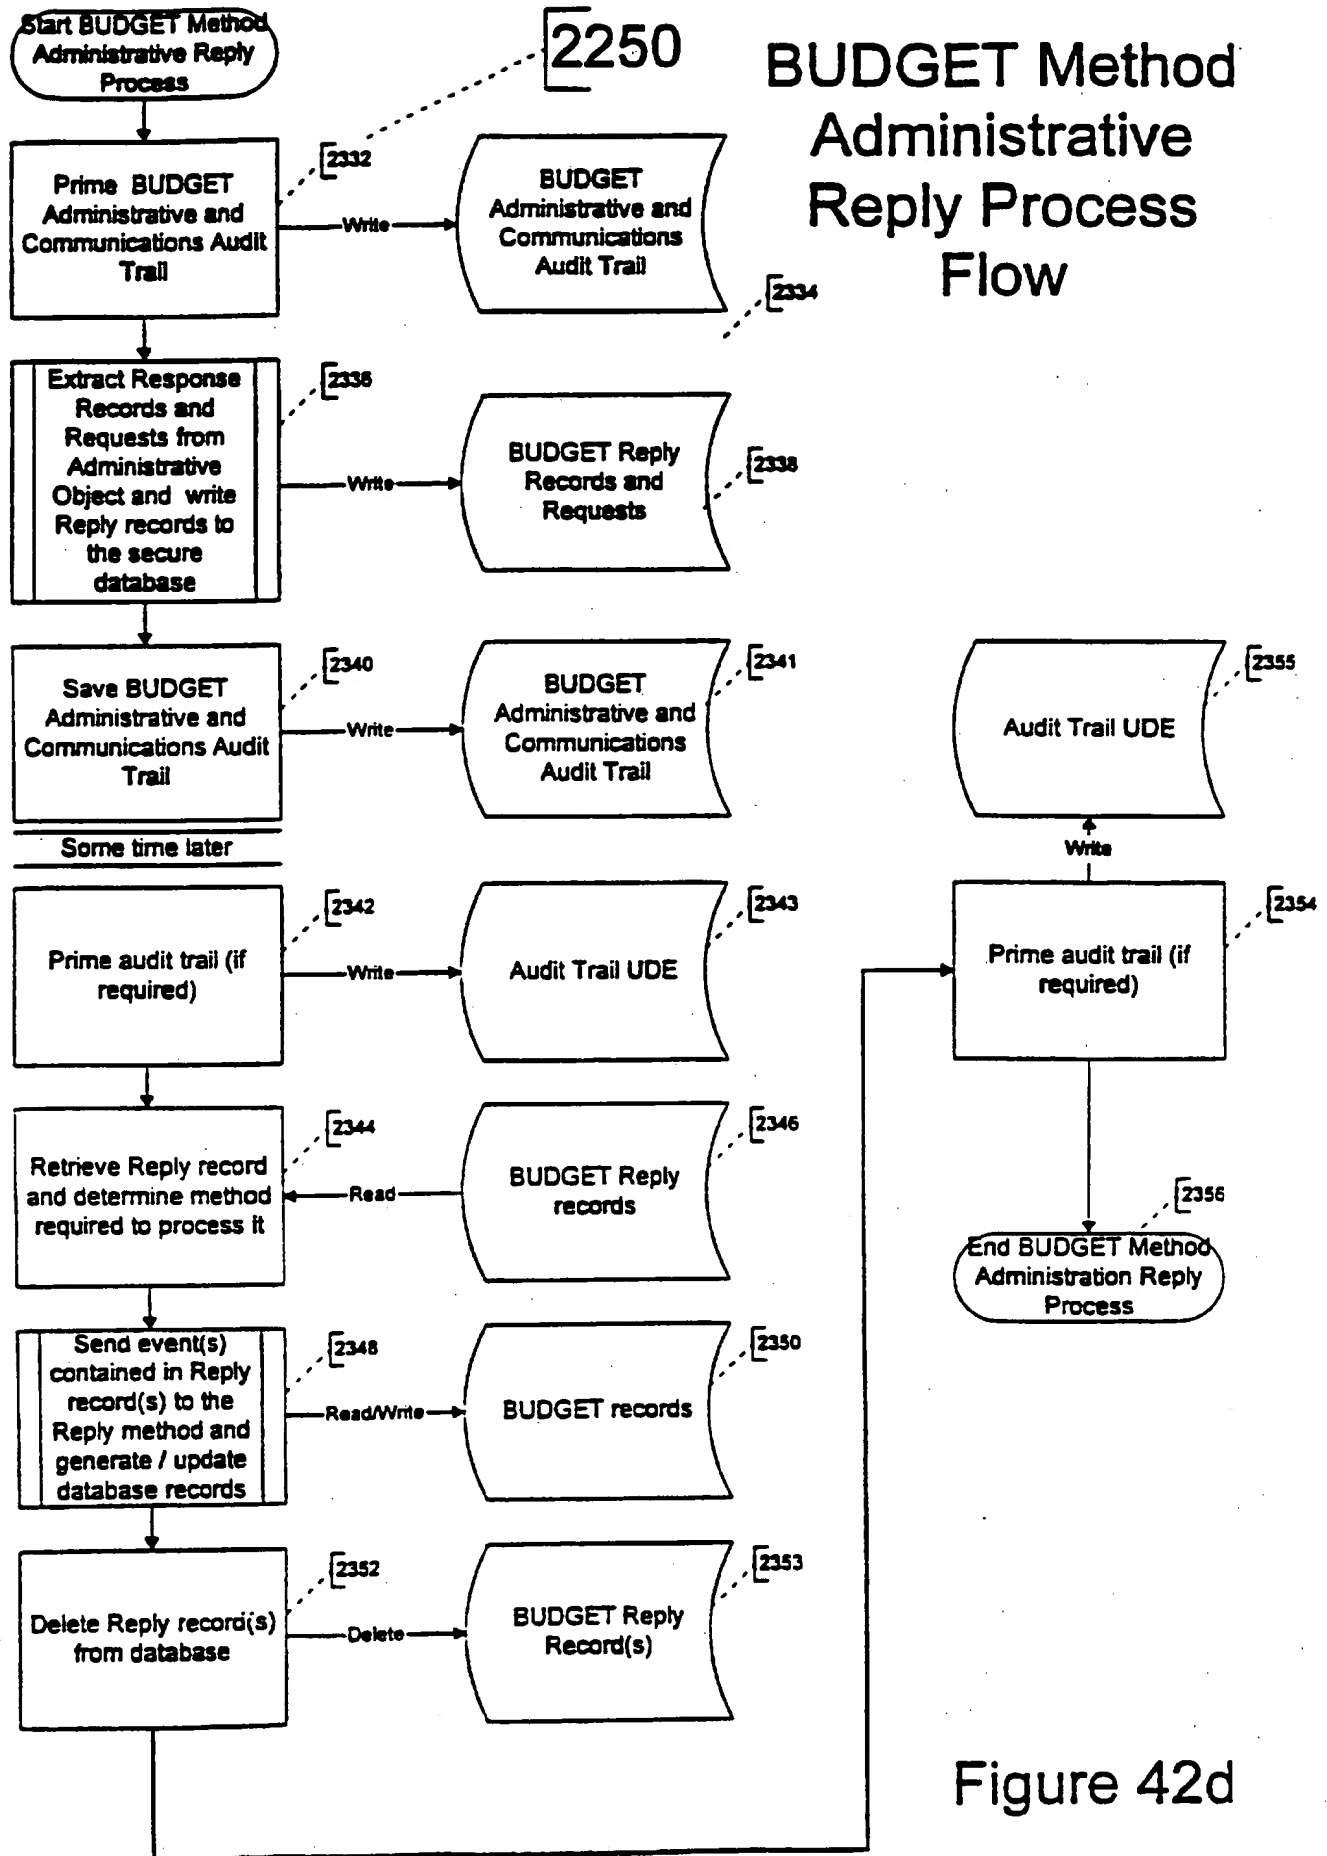 Start BUDGET Method
Administrative Reply
Process
2250
BUDGET Method
Administrative
Reply Process
Flow
Prime BUDGET
Administrative and
Communications Audit
Trail
2332
Write
BUDGET
Administrative and
Communications
Audit Trail
2334
Extract Response
Records and
Requests from
Administrative
Object and write
Reply records to
the secure
database
2336
Write
BUDGET Reply
Records and
Requests
2338
Save BUDGET
Administrative and
Communications Audit
Trail
2340
Write
BUDGET
Administrative and
Communications
Audit Trail
2341
Some time later
Prime audit trail (if
required)
2342
Write
Audit Trail UDE
2343
Retrieve Reply record
and determine method
required to process it
2344
Read
BUDGET Reply
records
2346
Send event(s)
contained in Reply
record(s) to the
Reply method and
generate / update
database records
2348
Read/Write
BUDGET records
2350
Delete Reply record(s)
from database
2352
Delete
BUDGET Reply
Record(s)
2353
Audit Trail UDE
2355
Write
Prime audit trail (if
required)
2354
2356
End BUDGET Method
Administration Reply
Process
Figure 42d